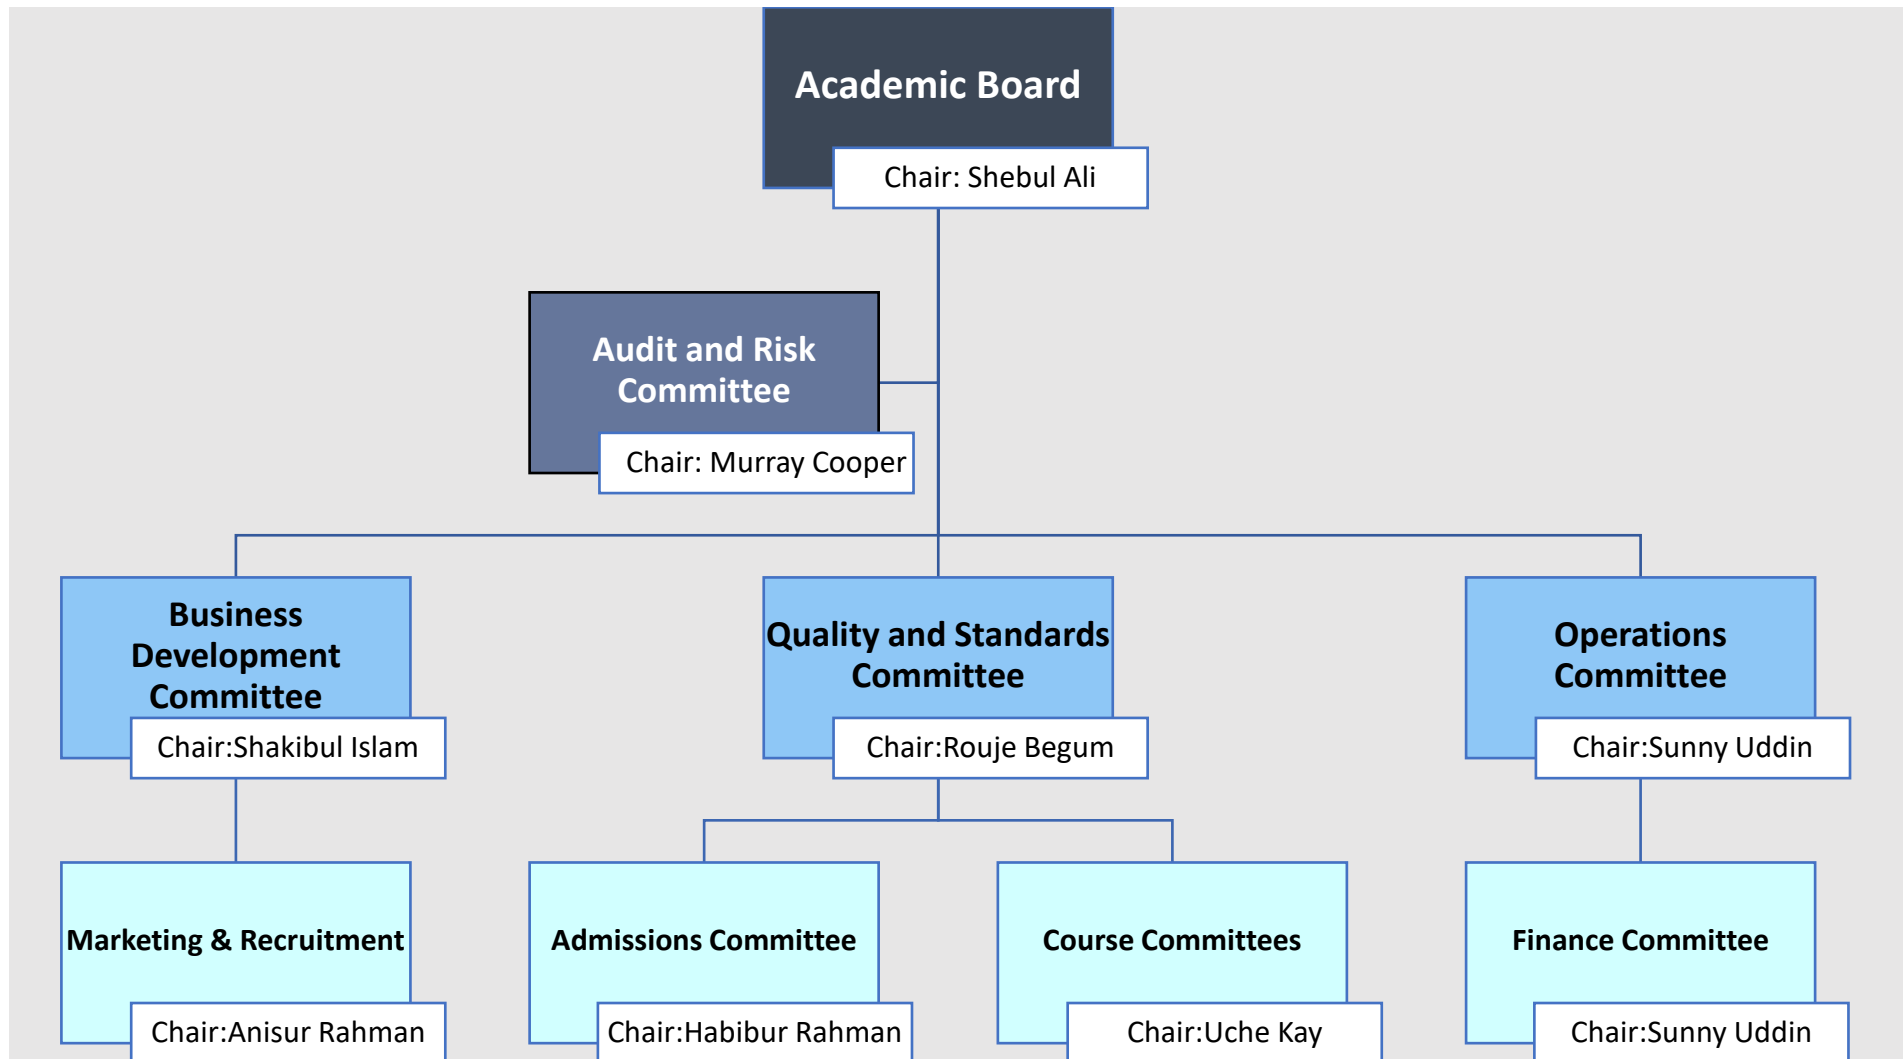 Academic Board
Chair: Shebul Ali
Audit and Risk
Committee
Chair: Murray Cooper
Business
Development
Committee
Chair:Shakibul Islam
Quality and Standards
Committee
Chair:Rouje Begum
Operations
Committee
Chair:Sunny Uddin
Marketing & Recruitment
Chair:Anisur Rahman
Admissions Committee
Chair:Habibur Rahman
Course Committees
Chair:Uche Kay
Finance Committee
Chair:Sunny Uddin